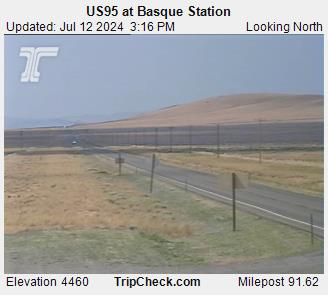 US95 at Basque Station
Updated: Jul 12 2024 3:16 PM Looking North
Elevation 4460 TripCheck.com Milepost 91.62